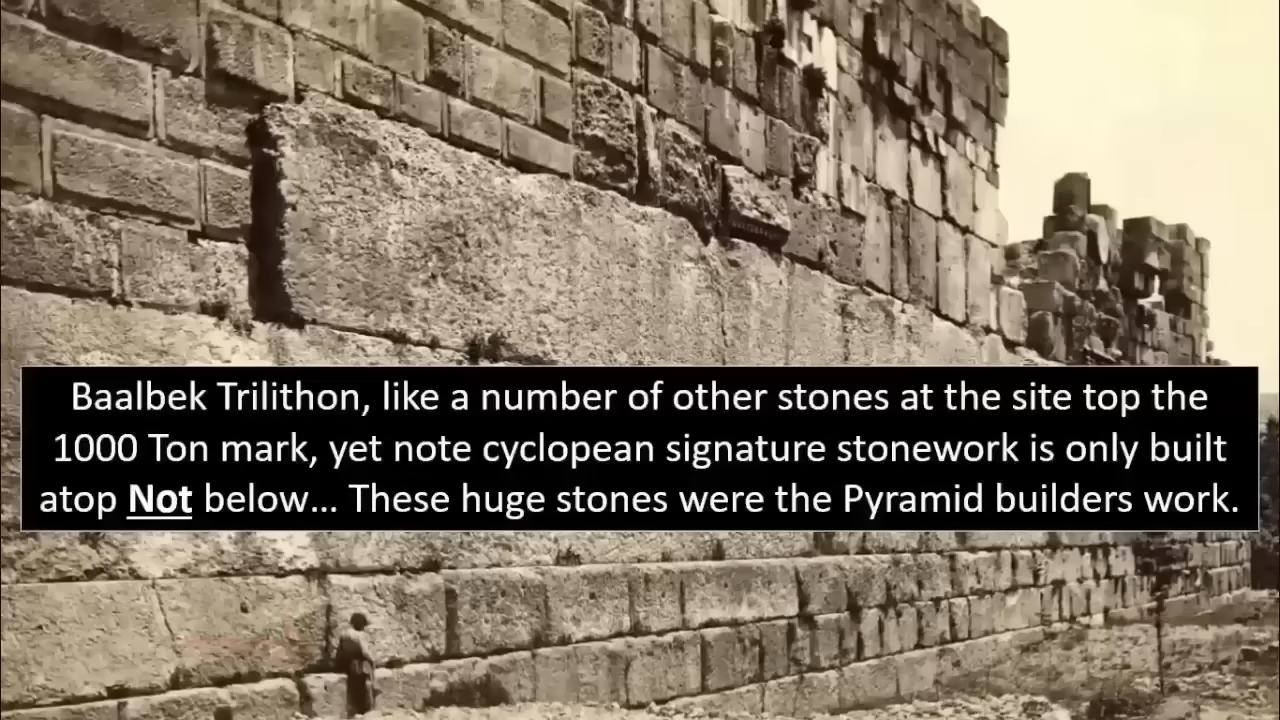 Baalbek Trilithon, like a number of other stones at the site top the
1000 Ton mark, yet note cyclopean signature stonework is only built
atop Not below... These huge stones were the Pyramid builders work.